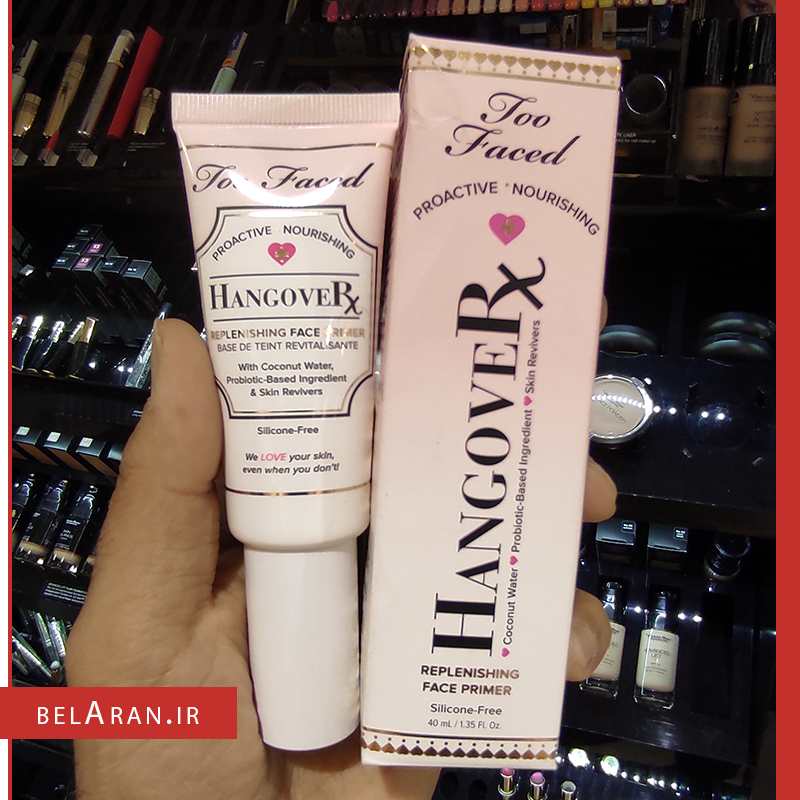 Too Faced
PROACTIVE NOURISHING
HANGOVERX
REPLENISHING FACE PRIMER
BASE DE TEINT REVITALISANTE
With Coconut Water,
Probiotic-Based Ingredient
& Skin Revivers
Silicone-Free
We LOVE your skin,
even when you don't!
Too
Faced
PROACTIVE NOURISHING
HANGOVERX
Coconut Water ♥ Probiotic-Based Ingredient ♥ Skin Revivers
REPLENISHING
FACE PRIMER
Silicone-Free
40 mL / 1.35 Fl. Oz.
BELARAN.IR